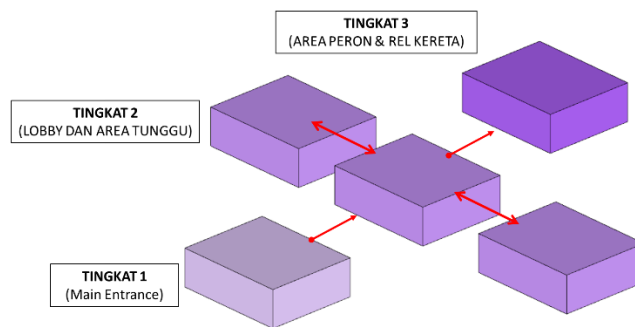 TINGKAT 3
(AREA PERON & REL KERETA)
TINGKAT 2
(LOBBY DAN AREA TUNGGU)
TINGKAT 1
(Main Entrance)